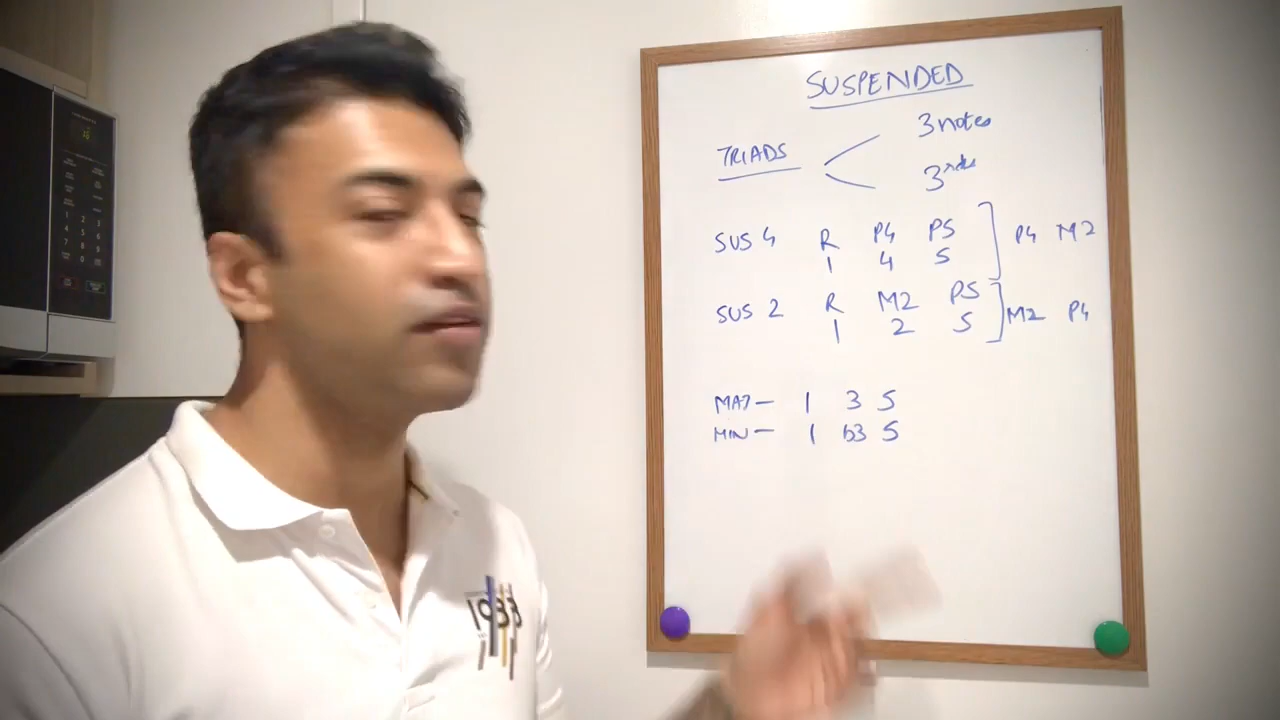 SUSPENDED
3 notes
TRIADS
3rds
SUS 4 R P4 P5 P4 M2
1 4 5
SUS 2 R M2 P5 M2 P4
1 2 5
MAJ — 1 3 5
MIN — 1 b3 5
1933